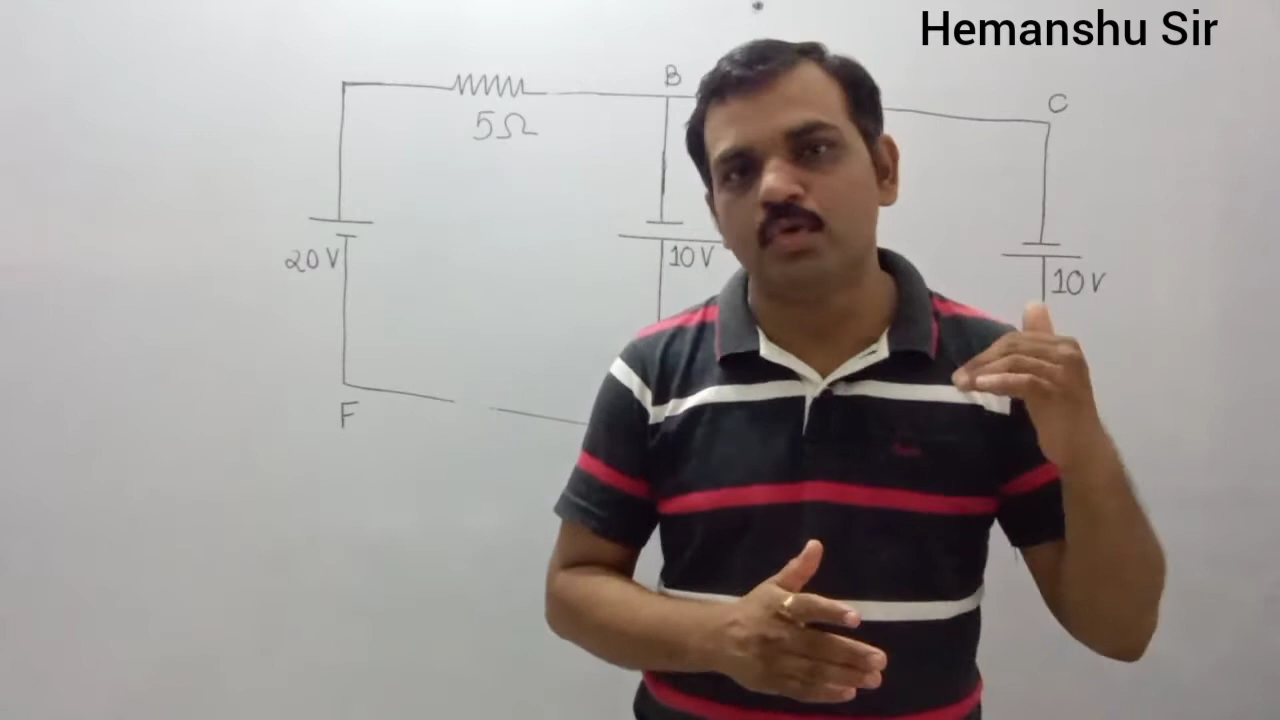 Hemanshu Sir
B
C
5Ω
20V
10V
10V
F